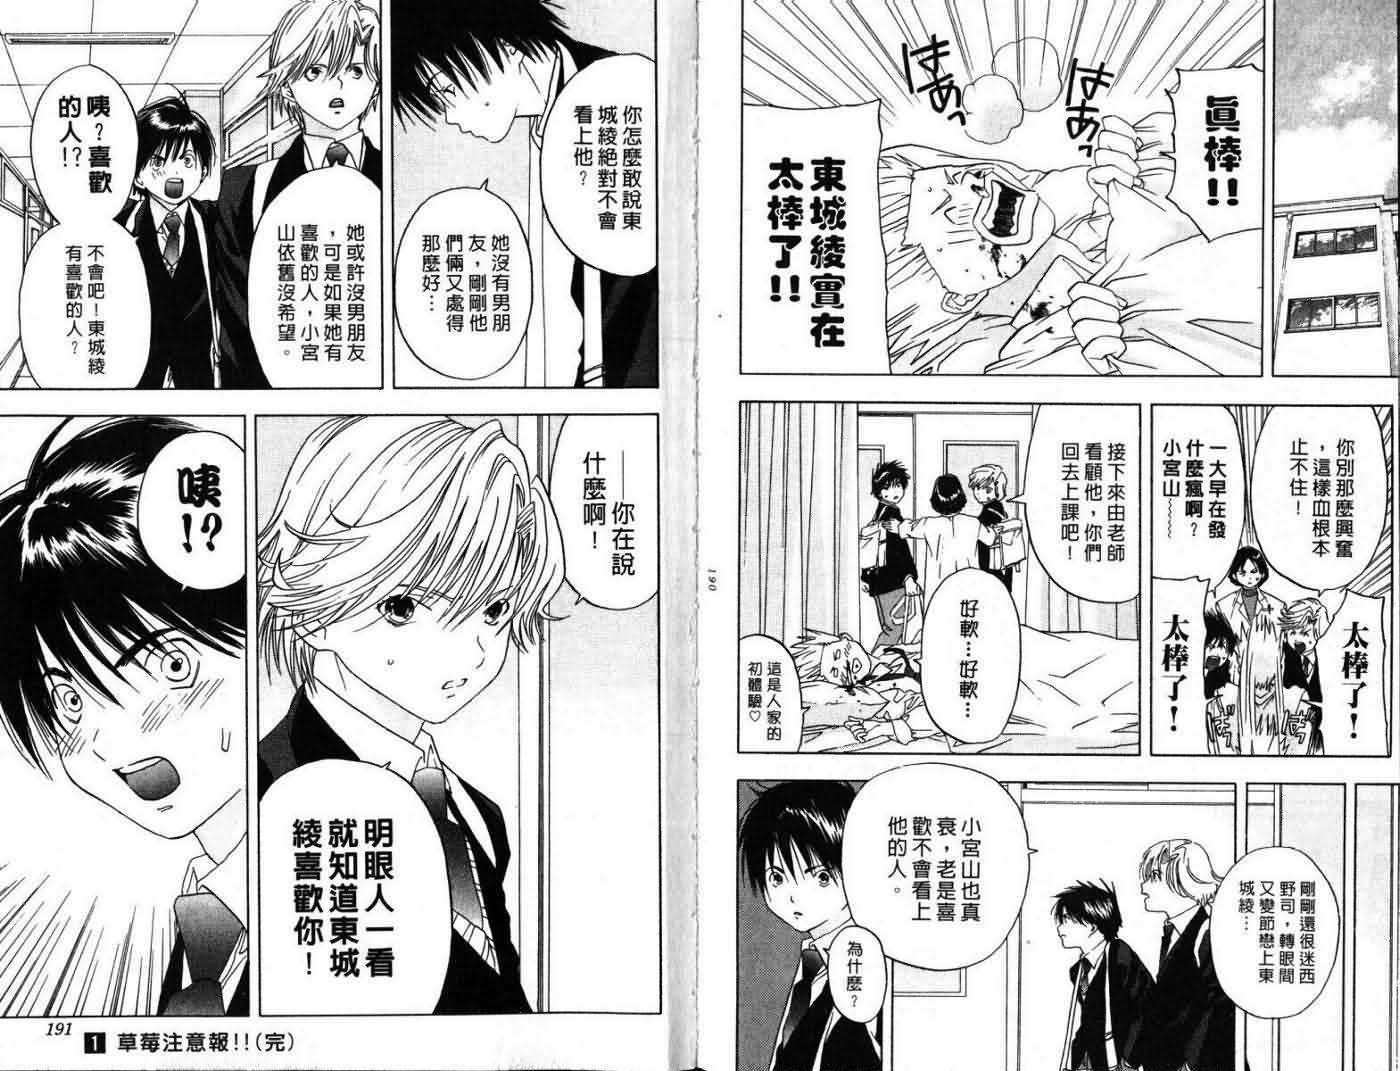 真棒!!
はあっ
はあっ
東城綾實在
太棒了!!
你別那麼興奮
，這樣血根本
止不住！
一大早在發
什麼瘋啊？
小宮山～～～
太棒了！
太棒了！
接下來由老師
看顧他，你們
回去上課吧！
好軟…好軟…
這是人家的
初體驗♡
剛剛還很迷西
野司，轉眼間
又變節戀上東
城綾…
小宮山也真
衰，老是喜
歡不會看上
他的人。
為什麼？
190
你怎麼敢說東
城綾絕對不會
看上他？
她沒有男朋
友，剛剛他
們倆又處得
那麼好…
她或許沒男朋友
，可是如果她有
喜歡的人，小宮
山依舊沒希望。
咦？喜歡
的人!?
不會吧！東城綾
有喜歡的人？
——你在說
什麼啊！
明眼人一看
就知道東城
綾喜歡你！
咦!?
191
1 草莓注意報!!(完)